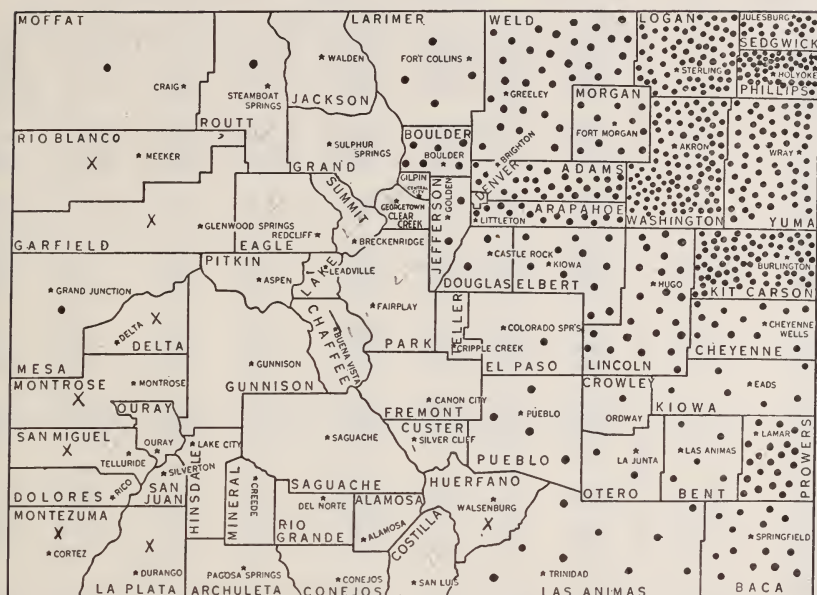 MOFFAT
CRAIG
ROUTT
STEAMBOAT
SPRINGS
JACKSON
WALDEN
LARIMER
FORT COLLINS
WELD
GREELEY
MORGAN
FORT MORGAN
LOGAN
STERLING
JULESBURG
SEDGWICK
HOLYOKE
PHILLIPS
RIO BLANCO
MEEKER
GRAND
SULPHUR
SPRINGS
BOULDER
BOULDER
GILPIN
CENTRAL
CITY
GEORGETOWN
CLEAR
CREEK
JEFFERSON
GOLDEN
BRIGHTON
ADAMS
DENVER
LITTLETON
ARAPAHOE
AKRON
WASHINGTON
WRAY
YUMA
GARFIELD
GLENWOOD SPRINGS
EAGLE
REDCLIFF
SUMMIT
BRECKENRIDGE
PITKIN
ASPEN
LAKE
LEADVILLE
PARK
FAIRPLAY
DOUGLAS
CASTLE ROCK
ELBERT
KIOWA
LINCOLN
HUGO
BURLINGTON
KIT CARSON
CHEYENNE
WELLS
CHEYENNE
MESA
GRAND JUNCTION
DELTA
DELTA
GUNNISON
GUNNISON
CHAFFEE
BUENA VISTA
TELLER
CRIPPLE CREEK
COLORADO SPR'S.
EL PASO
MONTROSE
MONTROSE
OURAY
OURAY
SAN MIGUEL
TELLURIDE
DOLORES
RICO
SAN
JUAN
SILVERTON
HINSDALE
LAKE CITY
SAGUACHE
SAGUACHE
FREMONT
CANON CITY
CUSTER
SILVER CLIFF
PUEBLO
PUEBLO
CROWLEY
ORDWAY
KIOWA
EADS
OTERO
LA JUNTA
BENT
LAS ANIMAS
PROWERS
LAMAR
MONTEZUMA
CORTEZ
LA PLATA
DURANGO
ARCHULETA
PAGOSA SPRINGS
MINERAL
CREEDE
RIO
GRANDE
DEL NORTE
ALAMOSA
ALAMOSA
CONEJOS
CONEJOS
COSTILLA
SAN LUIS
HUERFANO
WALSENBURG
TRINIDAD
LAS ANIMAS
BACA
SPRINGFIELD